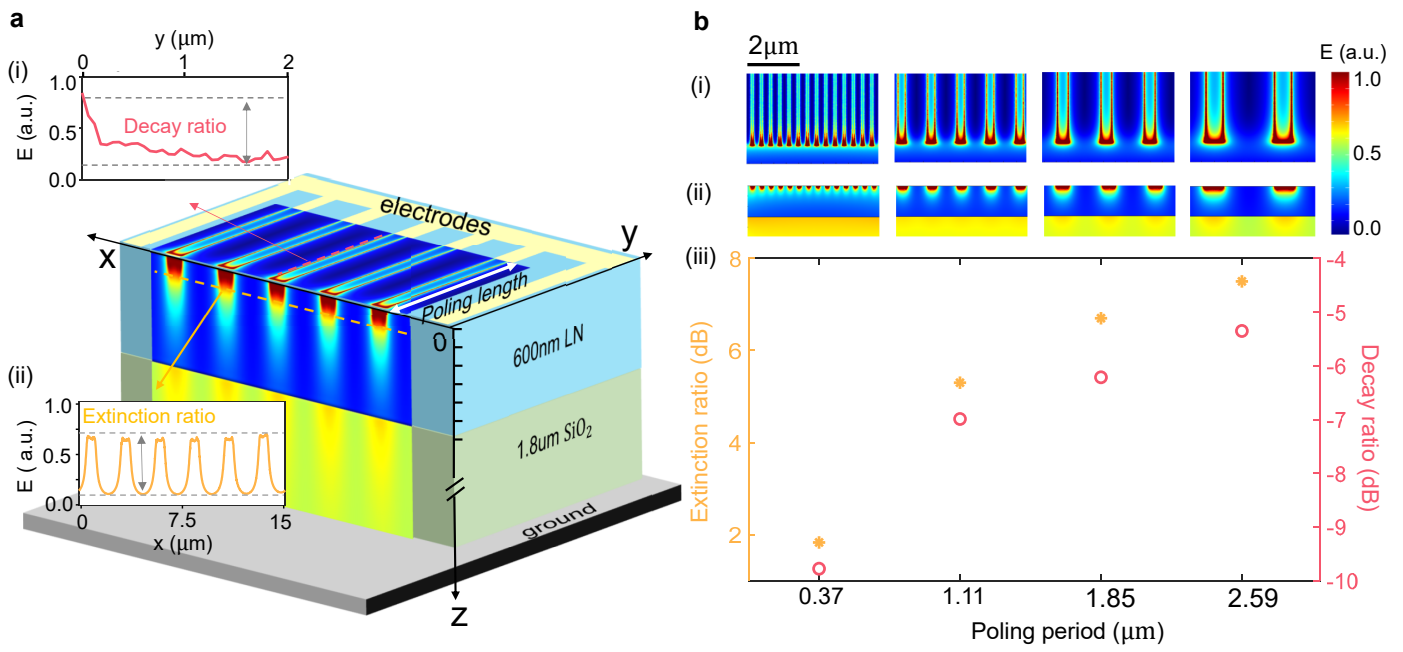 a
y (μm)
0 1 2
(i)
1.0
0.5
0.0
E (a.u.)
Decay ratio
electrodes
x
y
Poling length
0
600nm LN
1.8um SiO₂
ground
z
(ii)
1.0
0.5
0.0
E ( a.u.)
Extinction ratio
0 7.5 15
x (μm)
b
2μm
E (a.u.)
1.0
0.5
0.0
(i)
(ii)
(iii)
8
6
4
2
Extinction ratio (dB)
-4
-5
-6
-7
-8
-9
-10
Decay ratio (dB)
0.37 1.11 1.85 2.59
Poling period (μm)